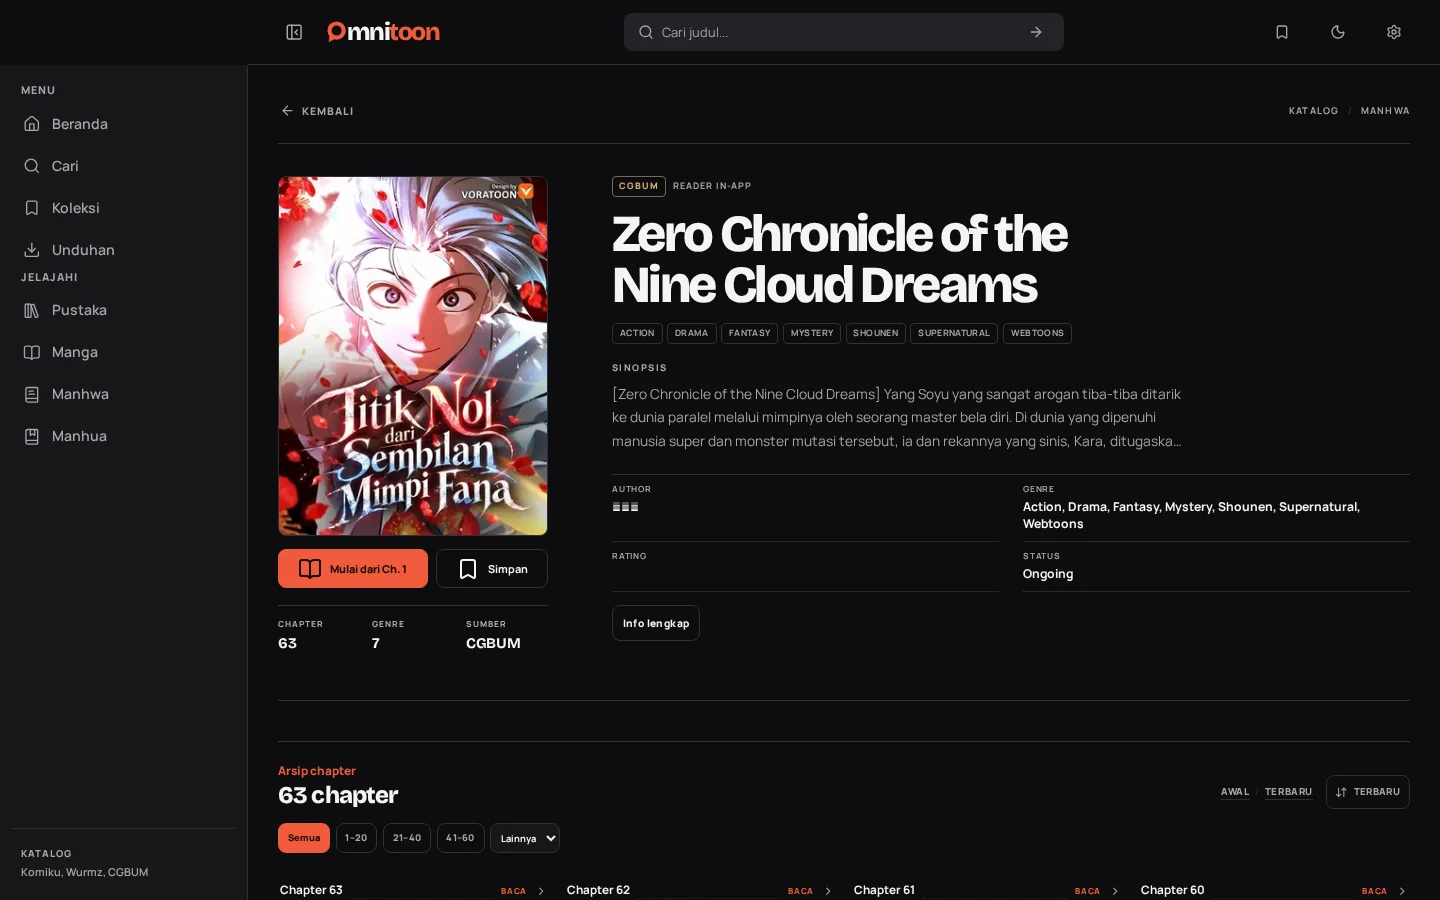 Omnitoon
Cari judul...
MENU
Beranda
Cari
Koleksi
Unduhan
JELAJAHI
Pustaka
Manga
Manhwa
Manhua
KATALOG
Komiku, Wurmz, CGBUM
KEMBALI
KATALOG / MANHWA
Design by
VORATOON
Titik Nol
dari
Sembilan
Mimpi Fana
Mulai dari Ch. 1
Simpan
CHAPTER
63
GENRE
7
SUMBER
CGBUM
CGBUM READER IN-APP
Zero Chronicle of the
Nine Cloud Dreams
ACTION DRAMA FANTASY MYSTERY SHOUNEN SUPERNATURAL WEBTOONS
SINOPSIS
[Zero Chronicle of the Nine Cloud Dreams] Yang Soyu yang sangat arogan tiba-tiba ditarik
ke dunia paralel melalui mimpinya oleh seorang master bela diri. Di dunia yang dipenuhi
manusia super dan monster mutasi tersebut, ia dan rekannya yang sinis, Kara, ditugaska...
AUTHOR
GENRE
Action, Drama, Fantasy, Mystery, Shounen, Supernatural,
Webtoons
RATING
STATUS
Ongoing
Info lengkap
Arsip chapter
63 chapter
AWAL / TERBARU TERBARU
Semua 1–20 21–40 41–60 Lainnya
Chapter 63 BACA Chapter 62 BACA Chapter 61 BACA Chapter 60 BACA